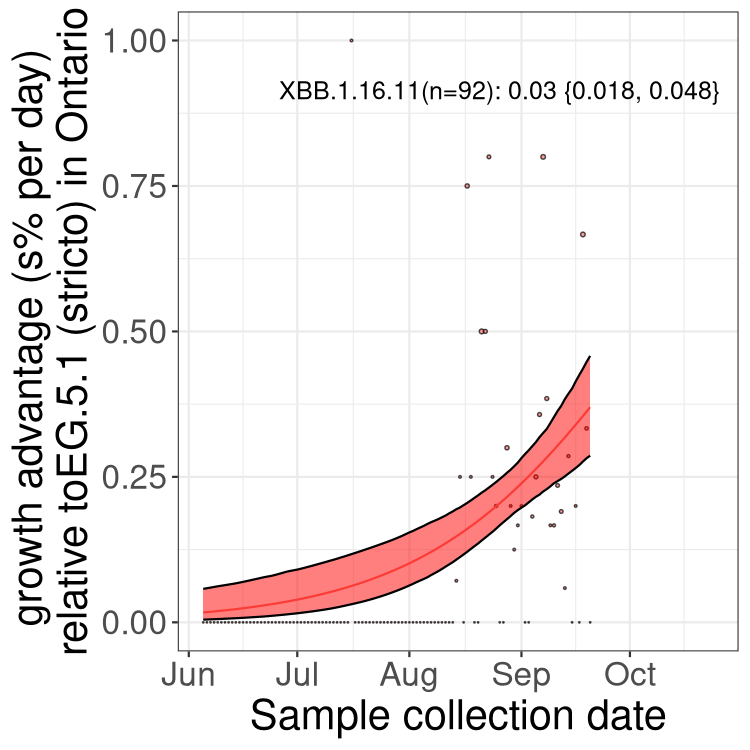 growth advantage (s% per day)
relative toEG.5.1 (stricto) in Ontario
1.00
0.75
0.50
0.25
0.00
XBB.1.16.11(n=92): 0.03 {0.018, 0.048}
Jun Jul Aug Sep Oct
Sample collection date